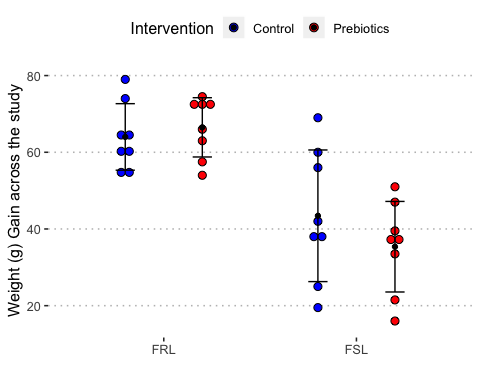 Intervention Control Prebiotics
Weight (g) Gain across the study
80
60
40
20
FRL FSL